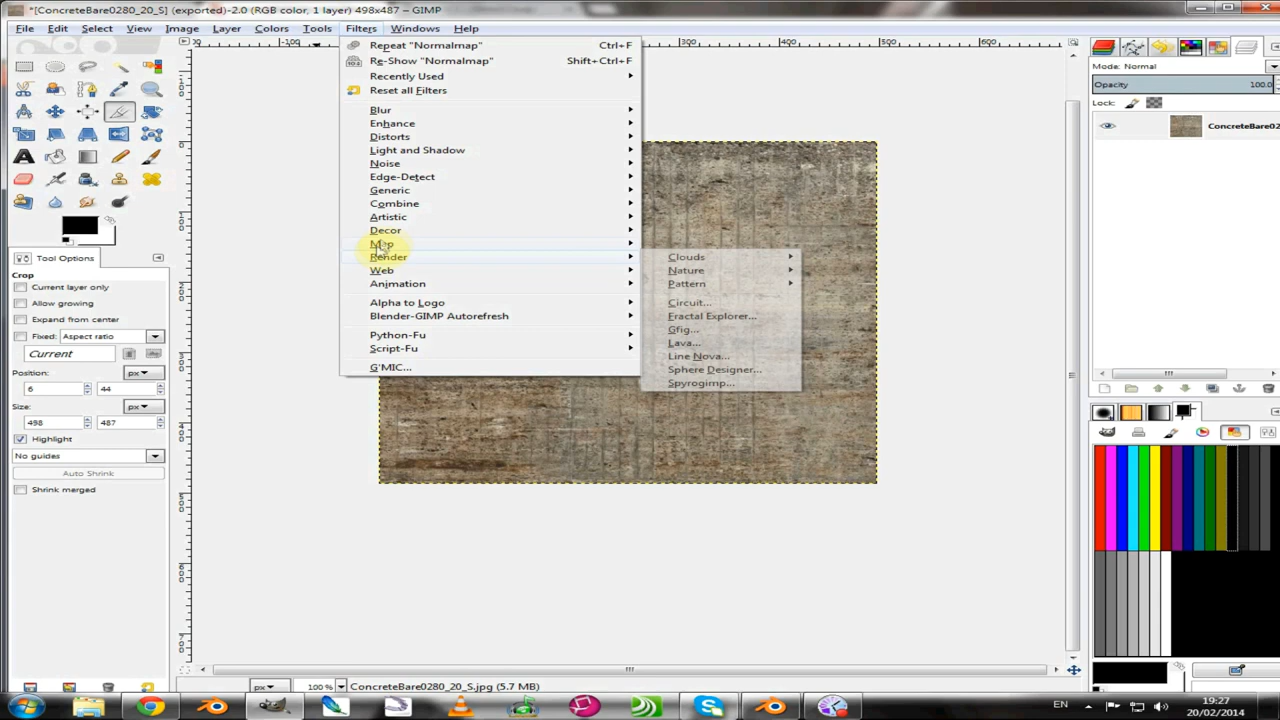 *[ConcreteBare0280_20_S] (exported)-2.0 (RGB color, 1 layer) 498x487 – GIMP
File Edit Select View Image Layer Colors Tools Filters Windows Help
-100 300 400 500 600
Repeat "Normalmap" Ctrl+F
Re-Show "Normalmap" Shift+Ctrl+F
Recently Used
Reset all Filters
Blur
Enhance
Distorts
Light and Shadow
Noise
Edge-Detect
Generic
Combine
Artistic
Decor
Map
Render
Web
Animation
Alpha to Logo
Blender-GIMP Autorefresh
Python-Fu
Script-Fu
G'MIC...
Clouds
Nature
Pattern
Circuit...
Fractal Explorer...
Gfig...
Lava...
Line Nova...
Sphere Designer...
Spyrogimp...
Tool Options
Crop
Current layer only
Allow growing
Expand from center
Fixed: Aspect ratio
Current
Position: px
6 44
Size: px
498 487
Highlight
No guides
Auto Shrink
Shrink merged
Mode: Normal
Opacity 100.0
Lock:
ConcreteBare02
px 100 % ConcreteBare0280_20_S.jpg (5.7 MB)
EN
19:27
20/02/2014